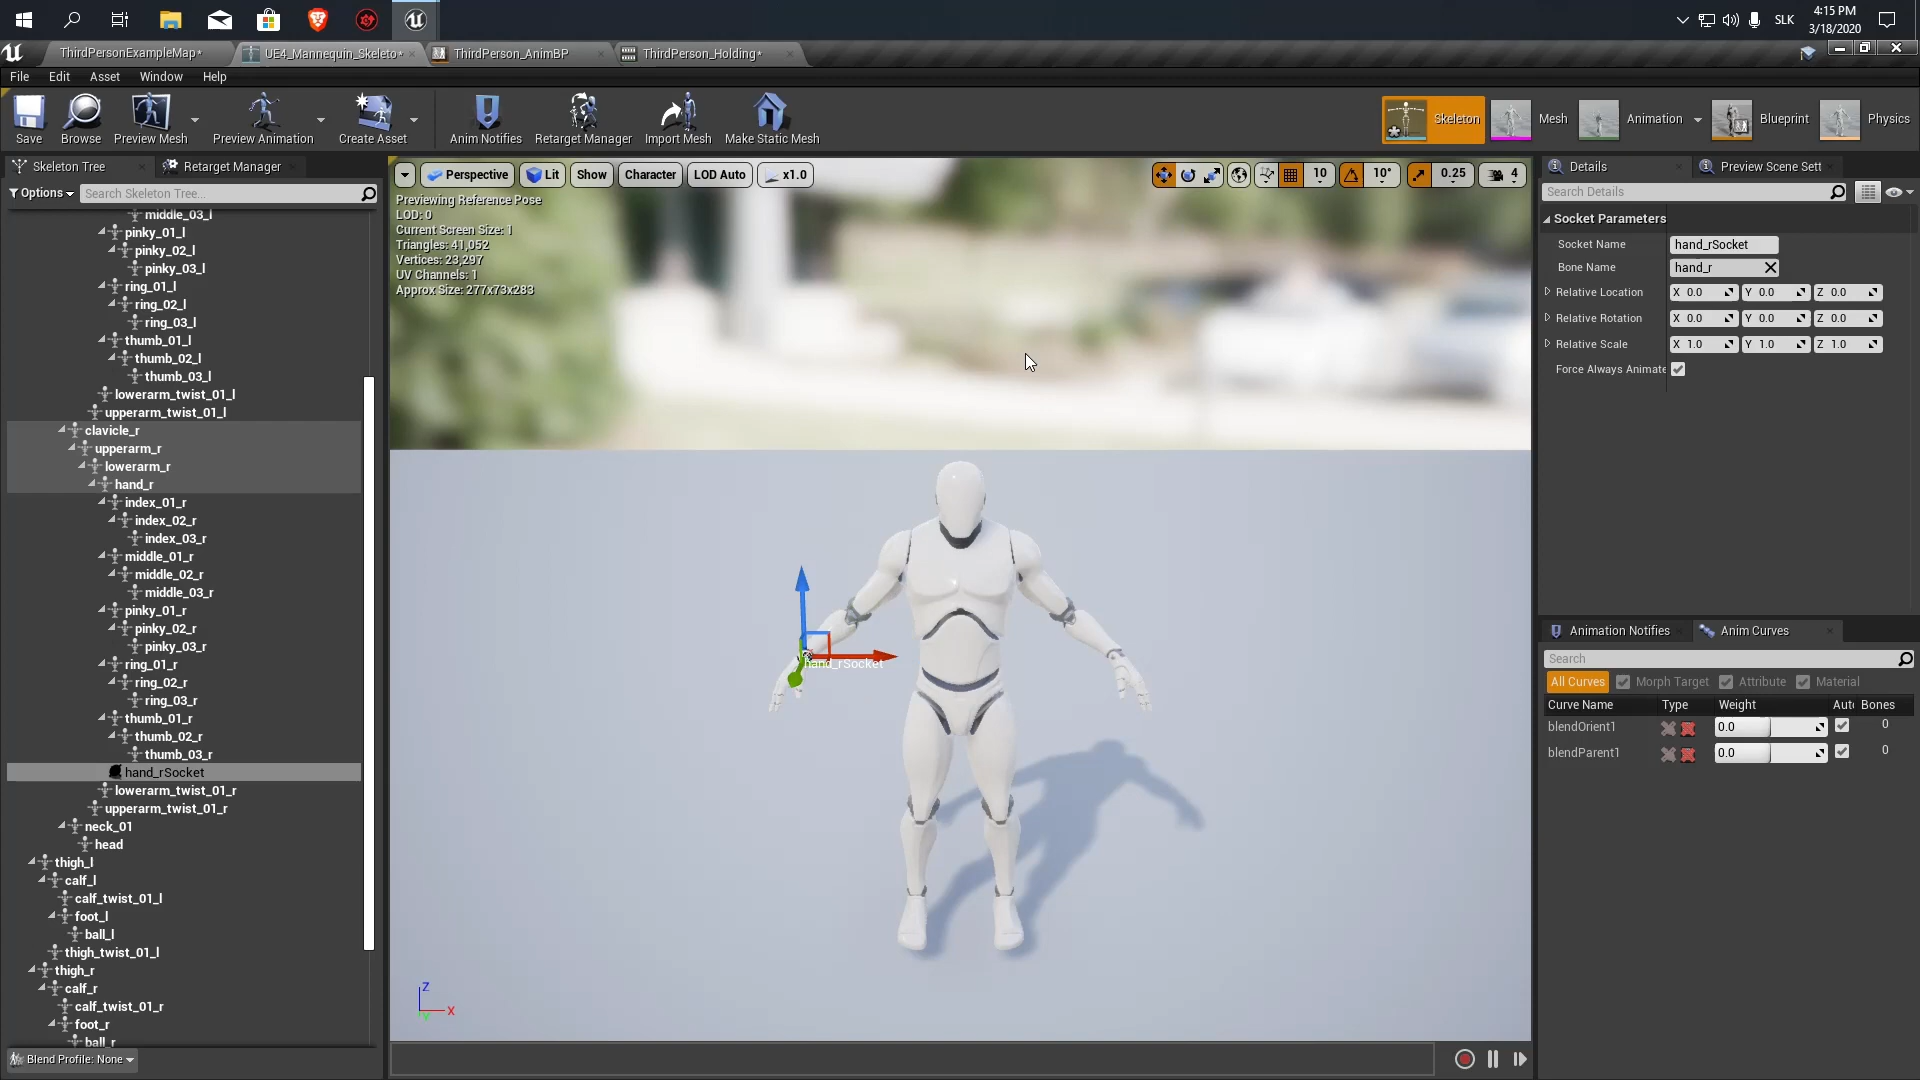 SLK
4:15 PM
3/18/2020
ThirdPersonExampleMap*
UE4_Mannequin_Skeleto*
ThirdPerson_AnimBP
ThirdPerson_Holding*
File
Edit
Asset
Window
Help
Save
Browse
Preview Mesh
Preview Animation
Create Asset
Anim Notifies
Retarget Manager
Import Mesh
Make Static Mesh
Skeleton
Mesh
Animation
Blueprint
Physics
Skeleton Tree
Retarget Manager
Options
Search Skeleton Tree...
middle_03_l
pinky_01_l
pinky_02_l
pinky_03_l
ring_01_l
ring_02_l
ring_03_l
thumb_01_l
thumb_02_l
thumb_03_l
lowerarm_twist_01_l
upperarm_twist_01_l
clavicle_r
upperarm_r
lowerarm_r
hand_r
index_01_r
index_02_r
index_03_r
middle_01_r
middle_02_r
middle_03_r
pinky_01_r
pinky_02_r
pinky_03_r
ring_01_r
ring_02_r
ring_03_r
thumb_01_r
thumb_02_r
thumb_03_r
hand_rSocket
lowerarm_twist_01_r
upperarm_twist_01_r
neck_01
head
thigh_l
calf_l
calf_twist_01_l
foot_l
ball_l
thigh_twist_01_l
thigh_r
calf_r
calf_twist_01_r
foot_r
ball_r
Blend Profile: None
Perspective
Lit
Show
Character
LOD Auto
x1.0
10
10°
0.25
4
Previewing Reference Pose
LOD: 0
Current Screen Size: 1
Triangles: 41,052
Vertices: 23,297
UV Channels: 1
Approx Size: 277x73x283
hand_rSocket
Z
X
Y
Details
Preview Scene Sett
Search Details
Socket Parameters
Socket Name hand_rSocket
Bone Name hand_r
Relative Location X 0.0 Y 0.0 Z 0.0
Relative Rotation X 0.0 Y 0.0 Z 0.0
Relative Scale X 1.0 Y 1.0 Z 1.0
Force Always Animate
Animation Notifies
Anim Curves
Search
All Curves
Morph Target
Attribute
Material
Curve Name Type Weight Aut Bones
blendOrient1 0.0 0
blendParent1 0.0 0